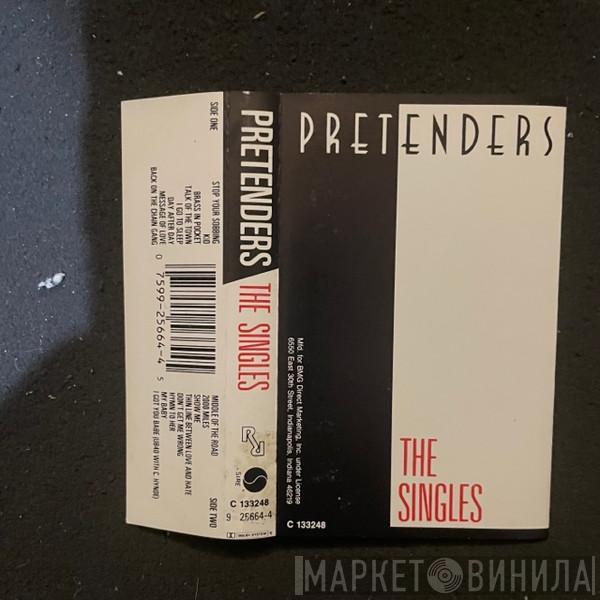 SIDE ONE
STOP YOUR SOBBING
KID
BRASS IN POCKET
TALK OF THE TOWN
I GO TO SLEEP
DAY AFTER DAY
MESSAGE OF LOVE
BACK ON THE CHAIN GANG
0 7599-25664-4 5
MIDDLE OF THE ROAD
2000 MILES
SHOW ME
THIN LINE BETWEEN LOVE AND HATE
DON'T GET ME WRONG
HYMN TO HER
MY BABY
I GOT YOU BABE (UB40 WITH C. HYNDE)
SIDE TWO
PRETENDERS THE SINGLES
SIRE
C 133248
9 25664-4
PRETENDERS
Mfd. for BMG Direct Marketing, Inc. under License
6550 East 30th Street, Indianapolis, Indiana 46219
C 133248
THE
SINGLES
МАРКЕТ ВИНИЛА